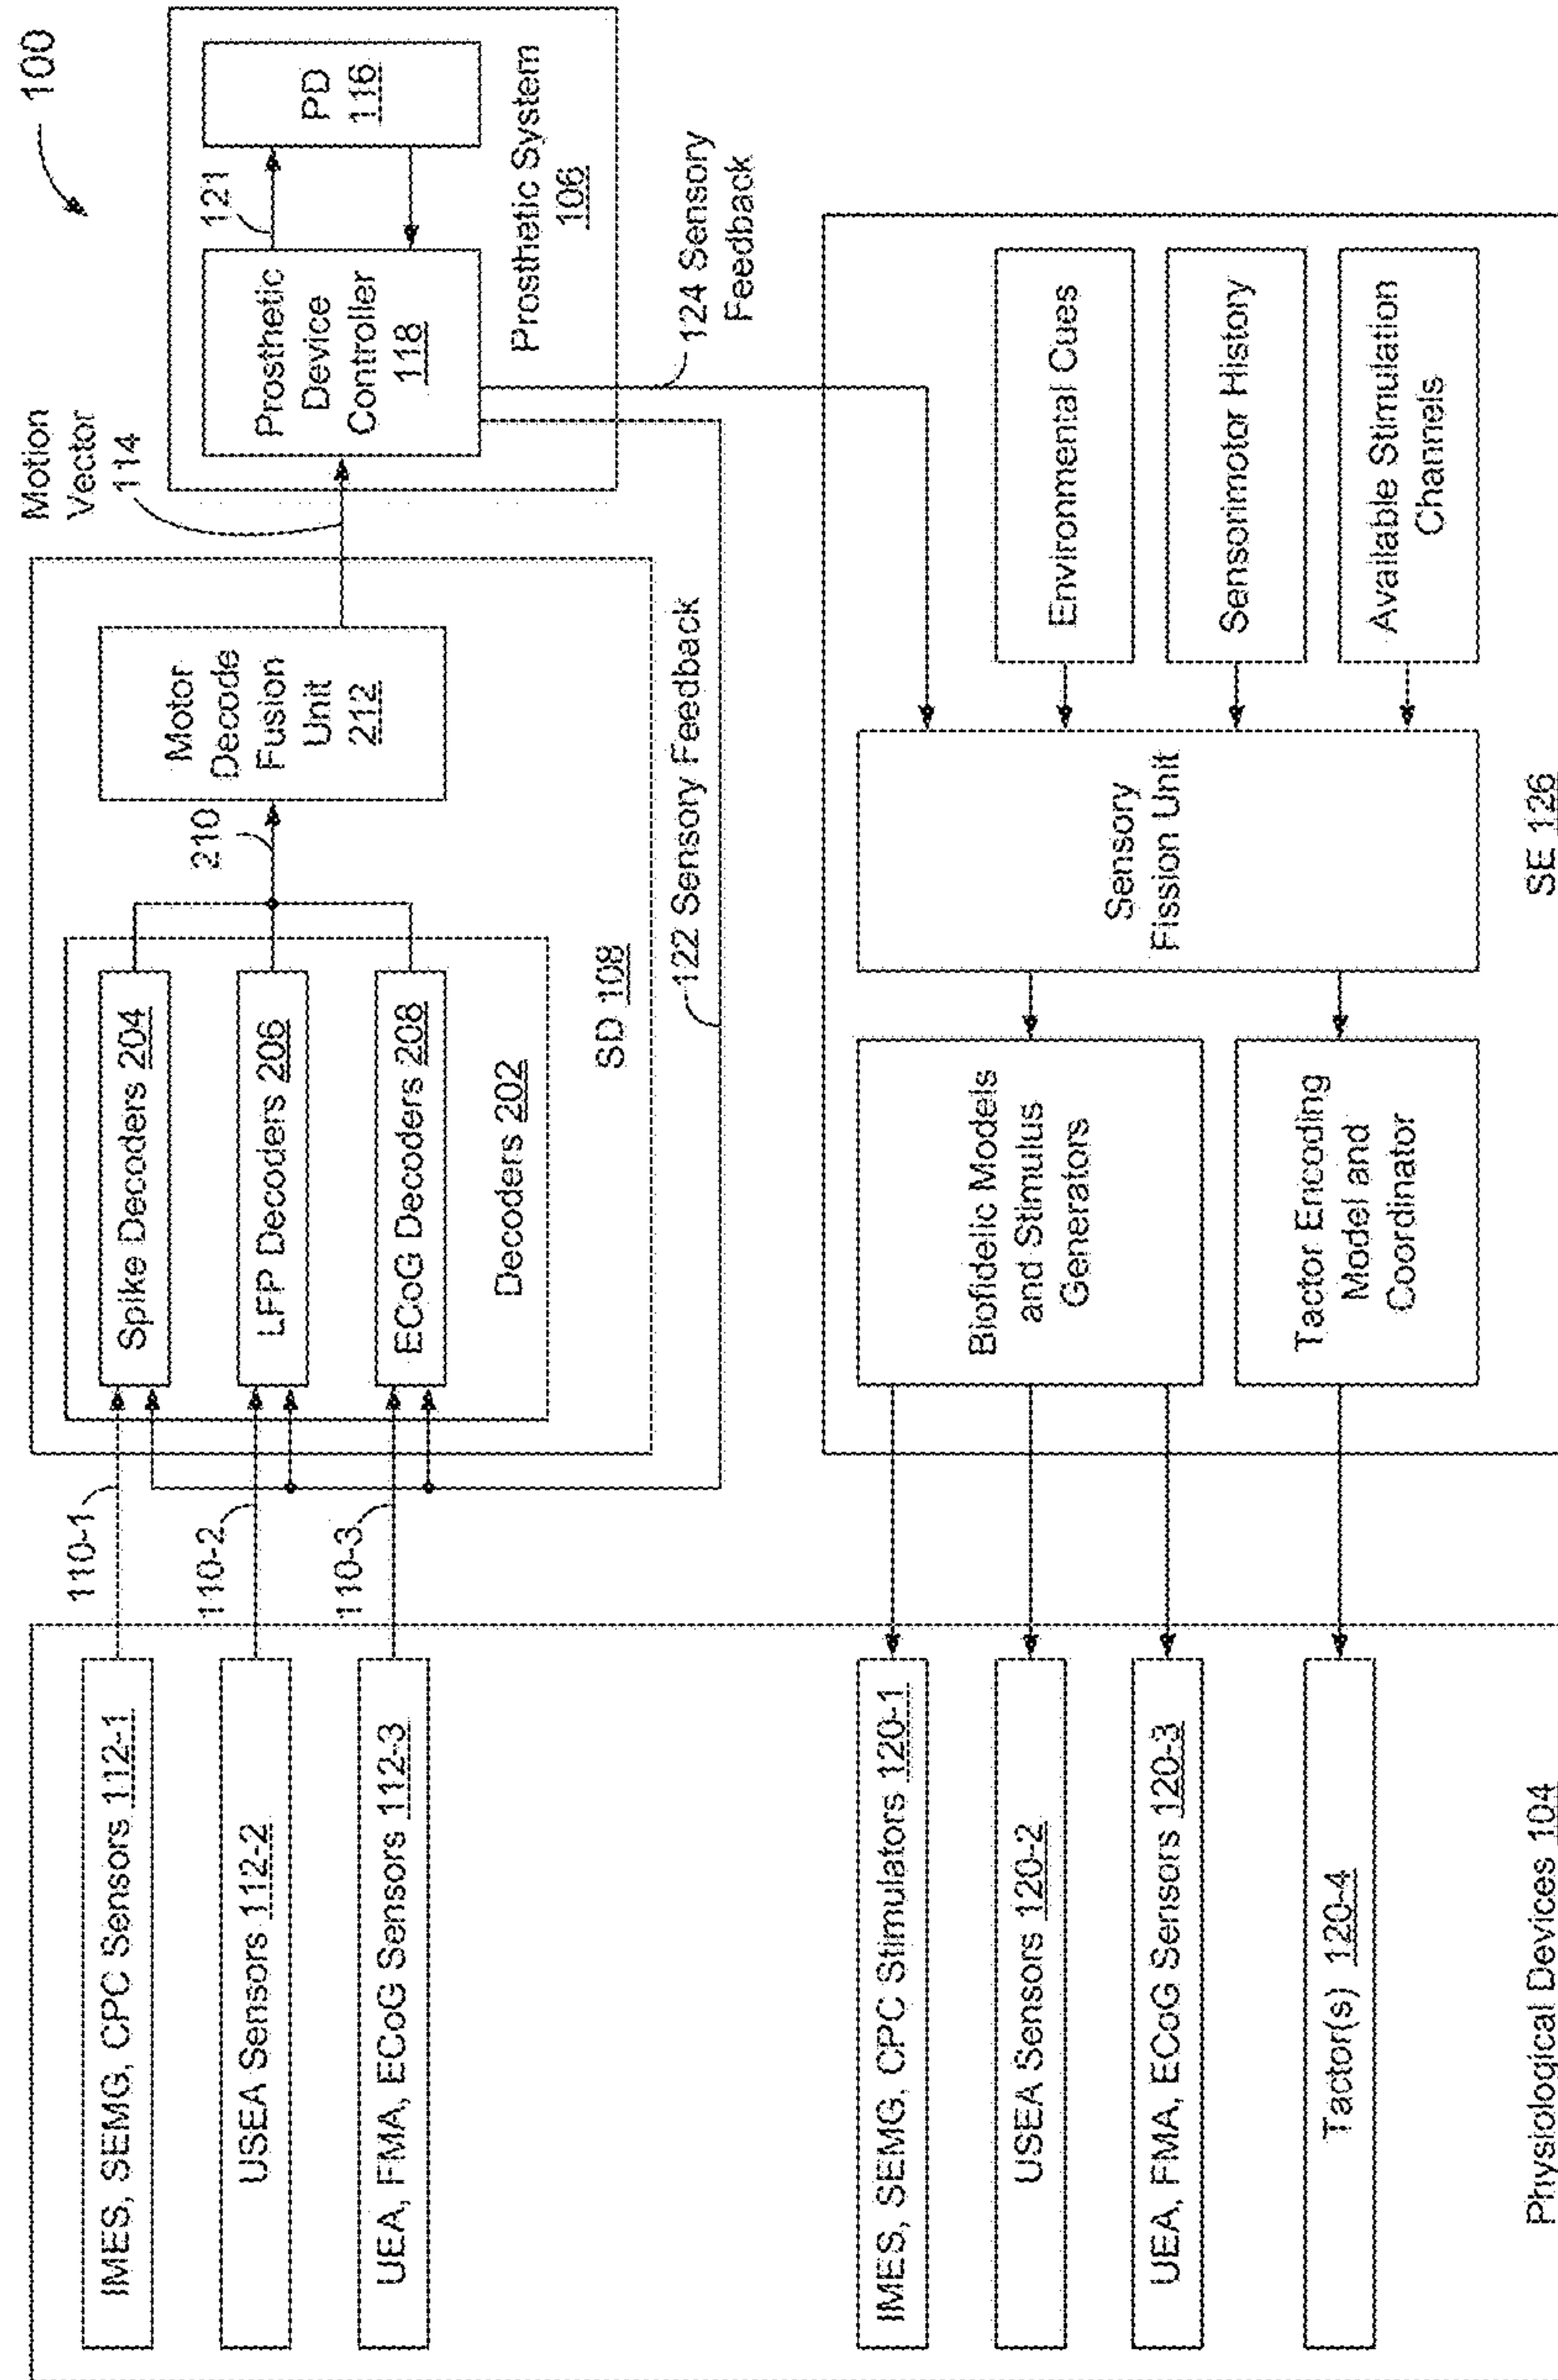 100
IMES, SEMG, CPC Sensors 112-1
USEA Sensors 112-2
UEA, FMA, ECoG Sensors 112-3
110-1
110-2
110-3
Spike Decoders 204
LFP Decoders 206
ECoG Decoders 208
Decoders 202
SD 108
210
Motor
Decode
Fusion
Unit
212
Motion
Vector
114
Prosthetic
Device
Controller
118
121
PD
116
Prosthetic System
106
122 Sensory Feedback
124 Sensory
Feedback
IMES, SEMG, CPC Stimulators 120-1
USEA Sensors 120-2
UEA, FMA, ECoG Sensors 120-3
Tactor(s) 120-4
Physiological Devices 104
Biofidelic Models
and Stimulus
Generators
Tactor Encoding
Model and
Coordinator
Sensory
Fission Unit
Environmental Cues
Sensorimotor History
Available Stimulation
Channels
SE 126